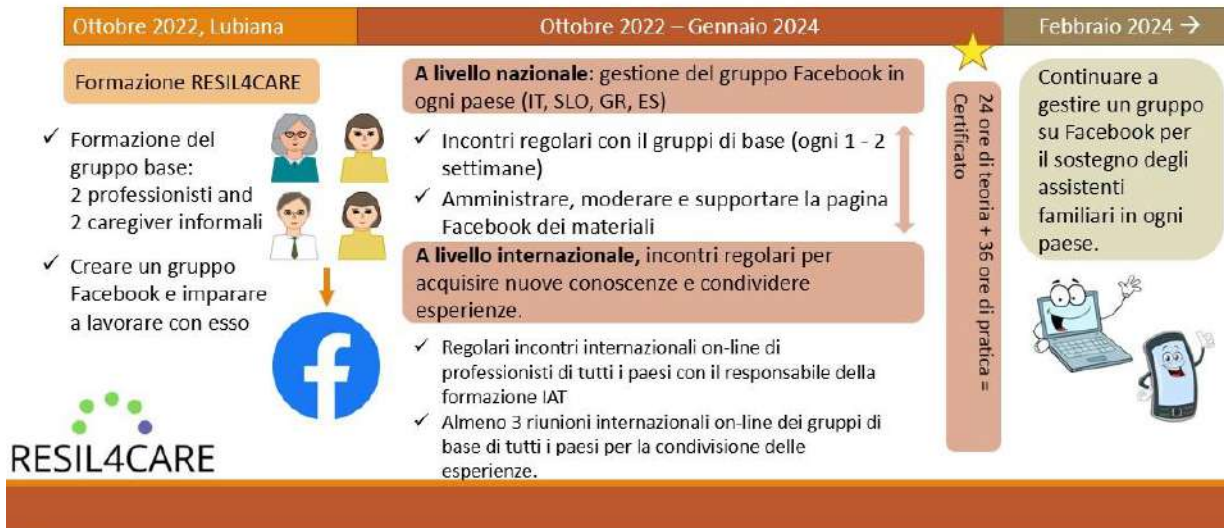 Ottobre 2022, Lubiana
Ottobre 2022 – Gennaio 2024
Febbraio 2024 →
Formazione RESIL4CARE
✓ Formazione del
gruppo base:
2 professionisti and
2 caregiver informali
✓ Creare un gruppo
Facebook e imparare
a lavorare con esso
RESIL4CARE
A livello nazionale: gestione del gruppo Facebook in
ogni paese (IT, SLO, GR, ES)
✓ Incontri regolari con il gruppi di base (ogni 1 - 2
settimane)
✓ Amministrare, moderare e supportare la pagina
Facebook dei materiali
A livello internazionale, incontri regolari per
acquisire nuove conoscenze e condividere
esperienze.
✓ Regolari incontri internazionali on-line di
professionisti di tutti i paesi con il responsabile della
formazione IAT
✓ Almeno 3 riunioni internazionali on-line dei gruppi di
base di tutti i paesi per la condivisione delle
esperienze.
24 ore di teoria + 36 ore di pratica =
Certificato
Continuare a
gestire un gruppo
su Facebook per
il sostegno degli
assistenti
familiari in ogni
paese.